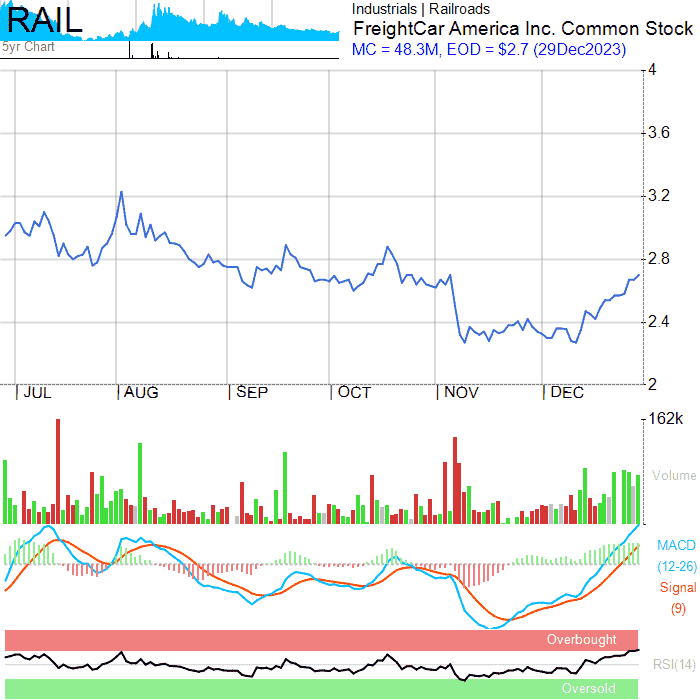 RAIL
5yr Chart
Industrials | Railroads
FreightCar America Inc. Common Stock
MC = 48.3M, EOD = $2.7 (29Dec2023)
4
3.6
3.2
2.8
2.4
2
| JUL | AUG | SEP | OCT | NOV | DEC
162k
Volume
MACD
(12-26)
Signal
(9)
Overbought
RSI(14)
Oversold